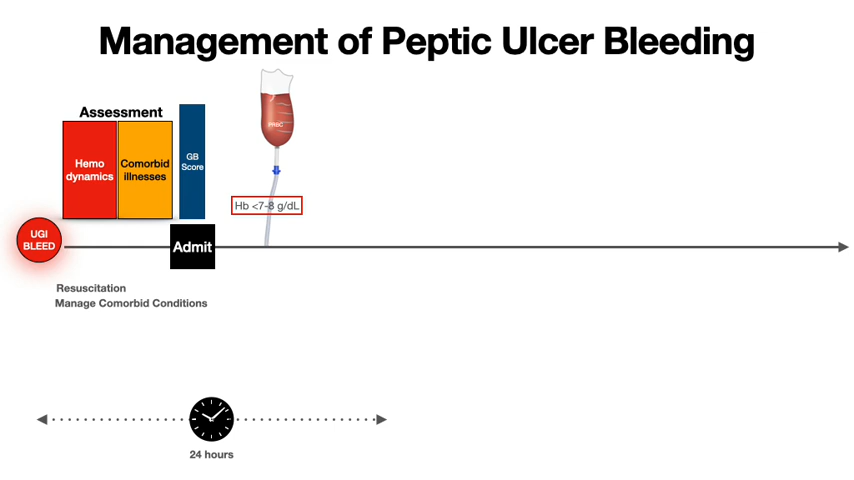 Management of Peptic Ulcer Bleeding
Assessment
Hemo
dynamics
Comorbid
illnesses
GB
Score
PRBC
Hb <7-8 g/dL
UGI
BLEED
Admit
Resuscitation
Manage Comorbid Conditions
24 hours